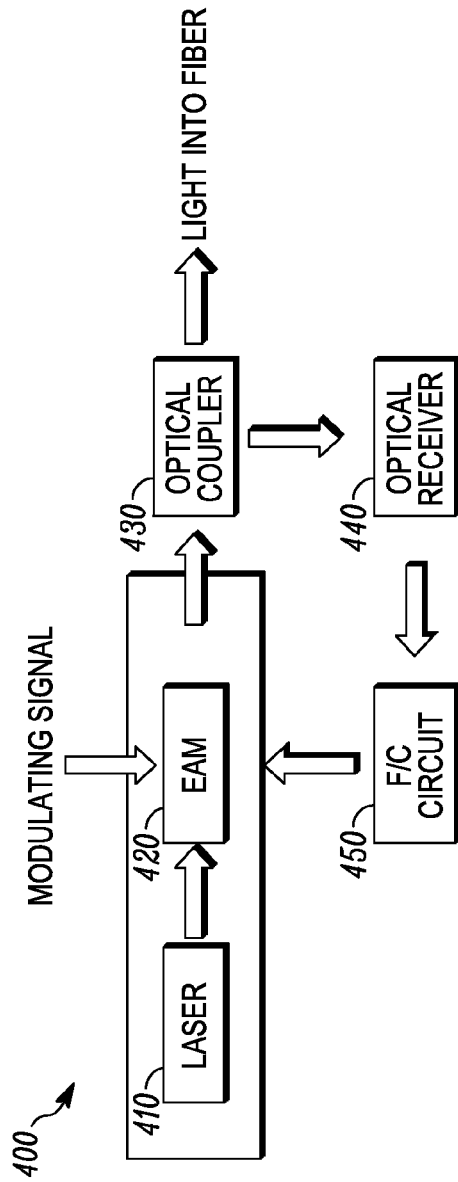 400
MODULATING SIGNAL
410
LASER
420
EAM
430
OPTICAL
COUPLER
LIGHT INTO FIBER
450
F/C
CIRCUIT
440
OPTICAL
RECEIVER